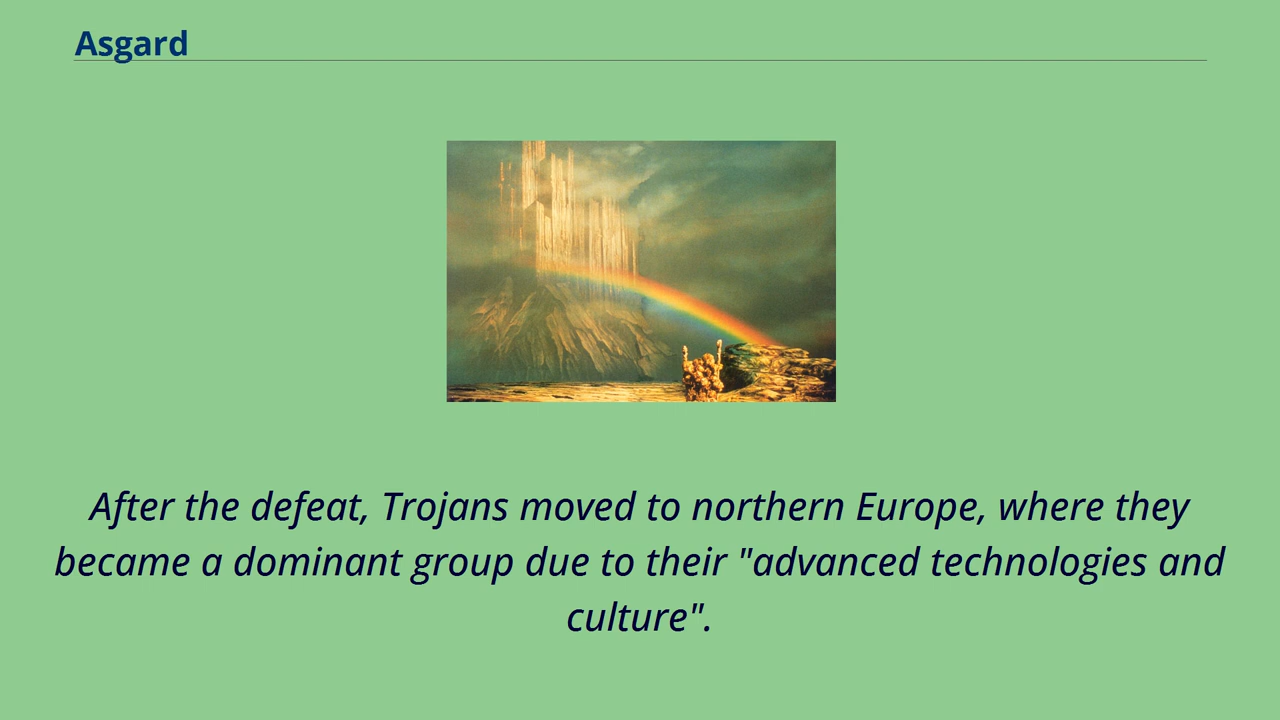 Asgard
After the defeat, Trojans moved to northern Europe, where they
became a dominant group due to their "advanced technologies and
culture".